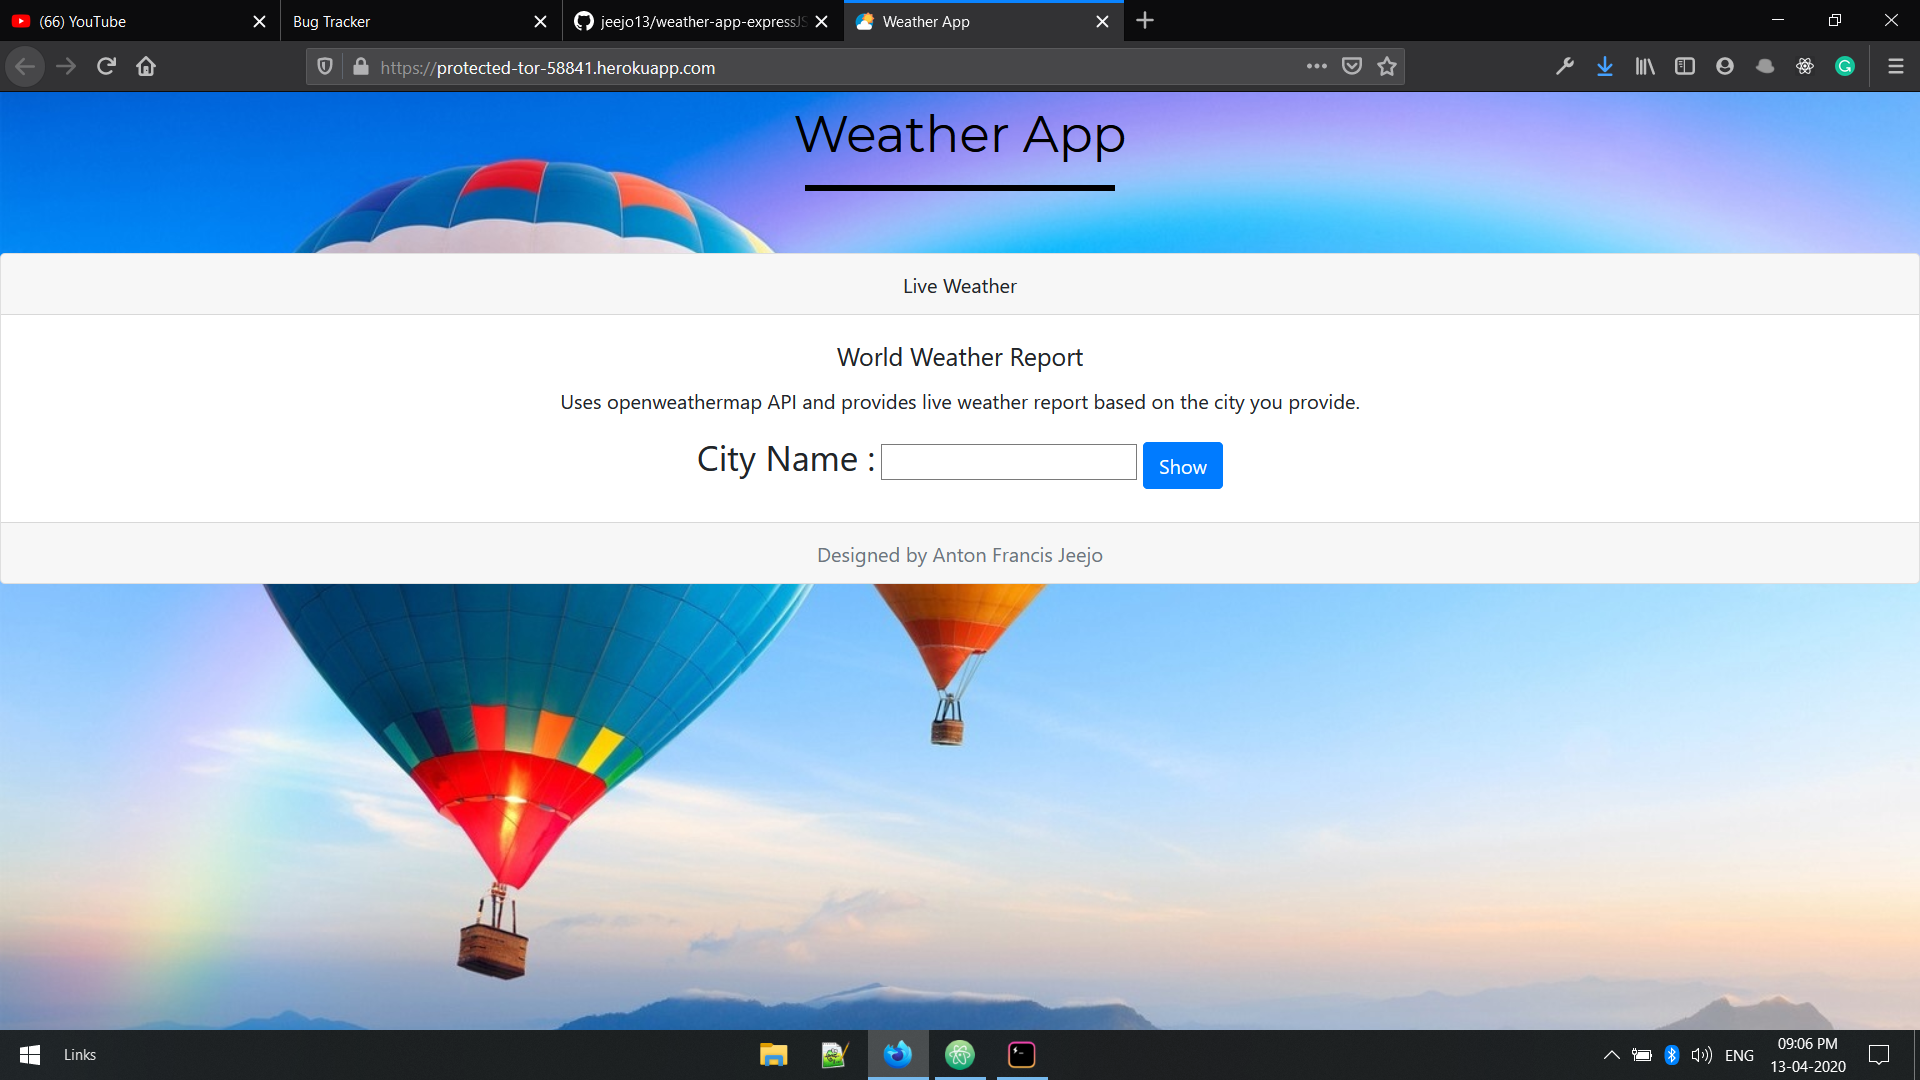 (66) YouTube
Bug Tracker
jeejo13/weather-app-expressJS
Weather App
https://protected-tor-58841.herokuapp.com
Weather App
Live Weather
World Weather Report
Uses openweathermap API and provides live weather report based on the city you provide.
City Name :
Show
Designed by Anton Francis Jeejo
Links
ENG
09:06 PM
13-04-2020